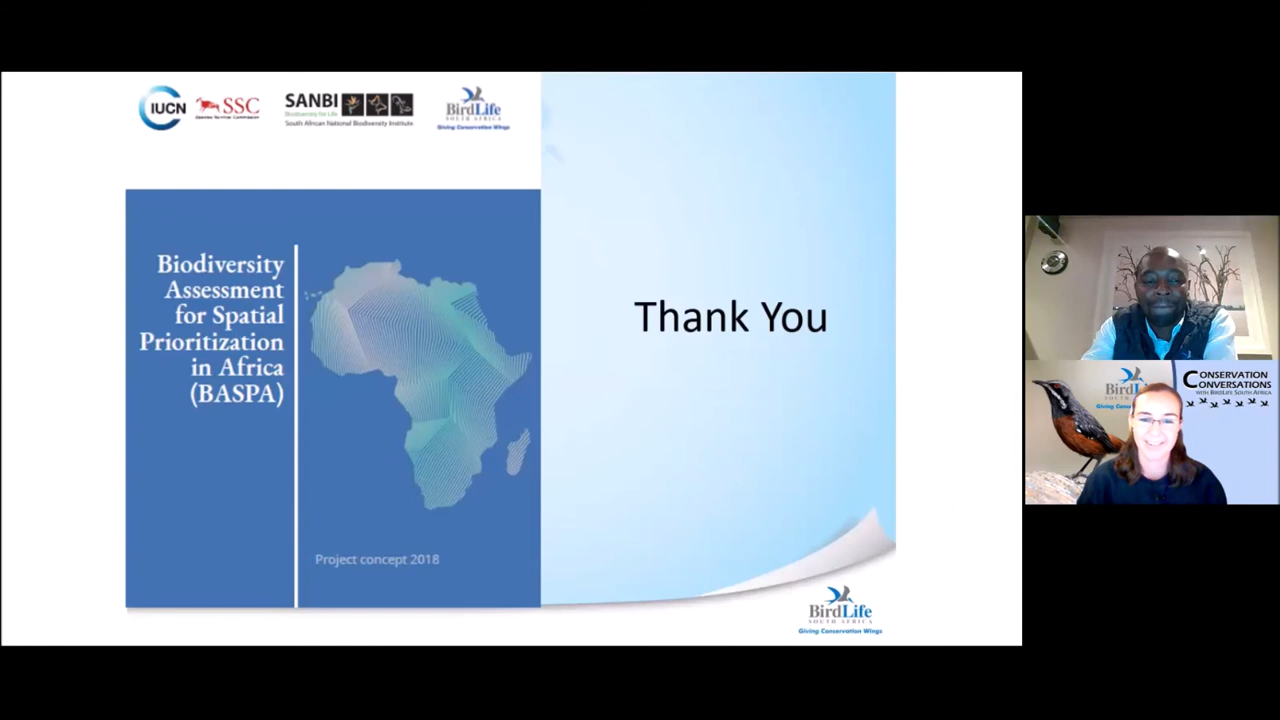 IUCN
SSC
SANBI
Biodiversity for Life
South African National Biodiversity Institute
BirdLife
SOUTH AFRICA
Giving Conservation Wings
Biodiversity
Assessment
for Spatial
Prioritization
in Africa
(BASPA)
Project concept 2018
Thank You
BirdLife
SOUTH AFRICA
Giving Conservation Wings
CONSERVATION
CONVERSATIONS
WITH BIRDLIFE SOUTH AFRICA